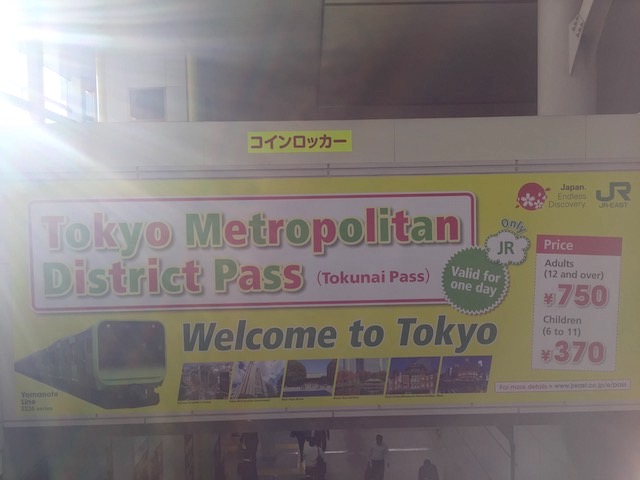 コインロッカー
Tokyo Metropolitan
District Pass (Tokunai Pass)
Only
JR
Valid for
one day
Japan.
Endless
Discovery.
JR
JR-EAST
Price
Adults
(12 and over)
¥750
Children
(6 to 11)
¥370
Welcome to Tokyo
Yamanote
Line